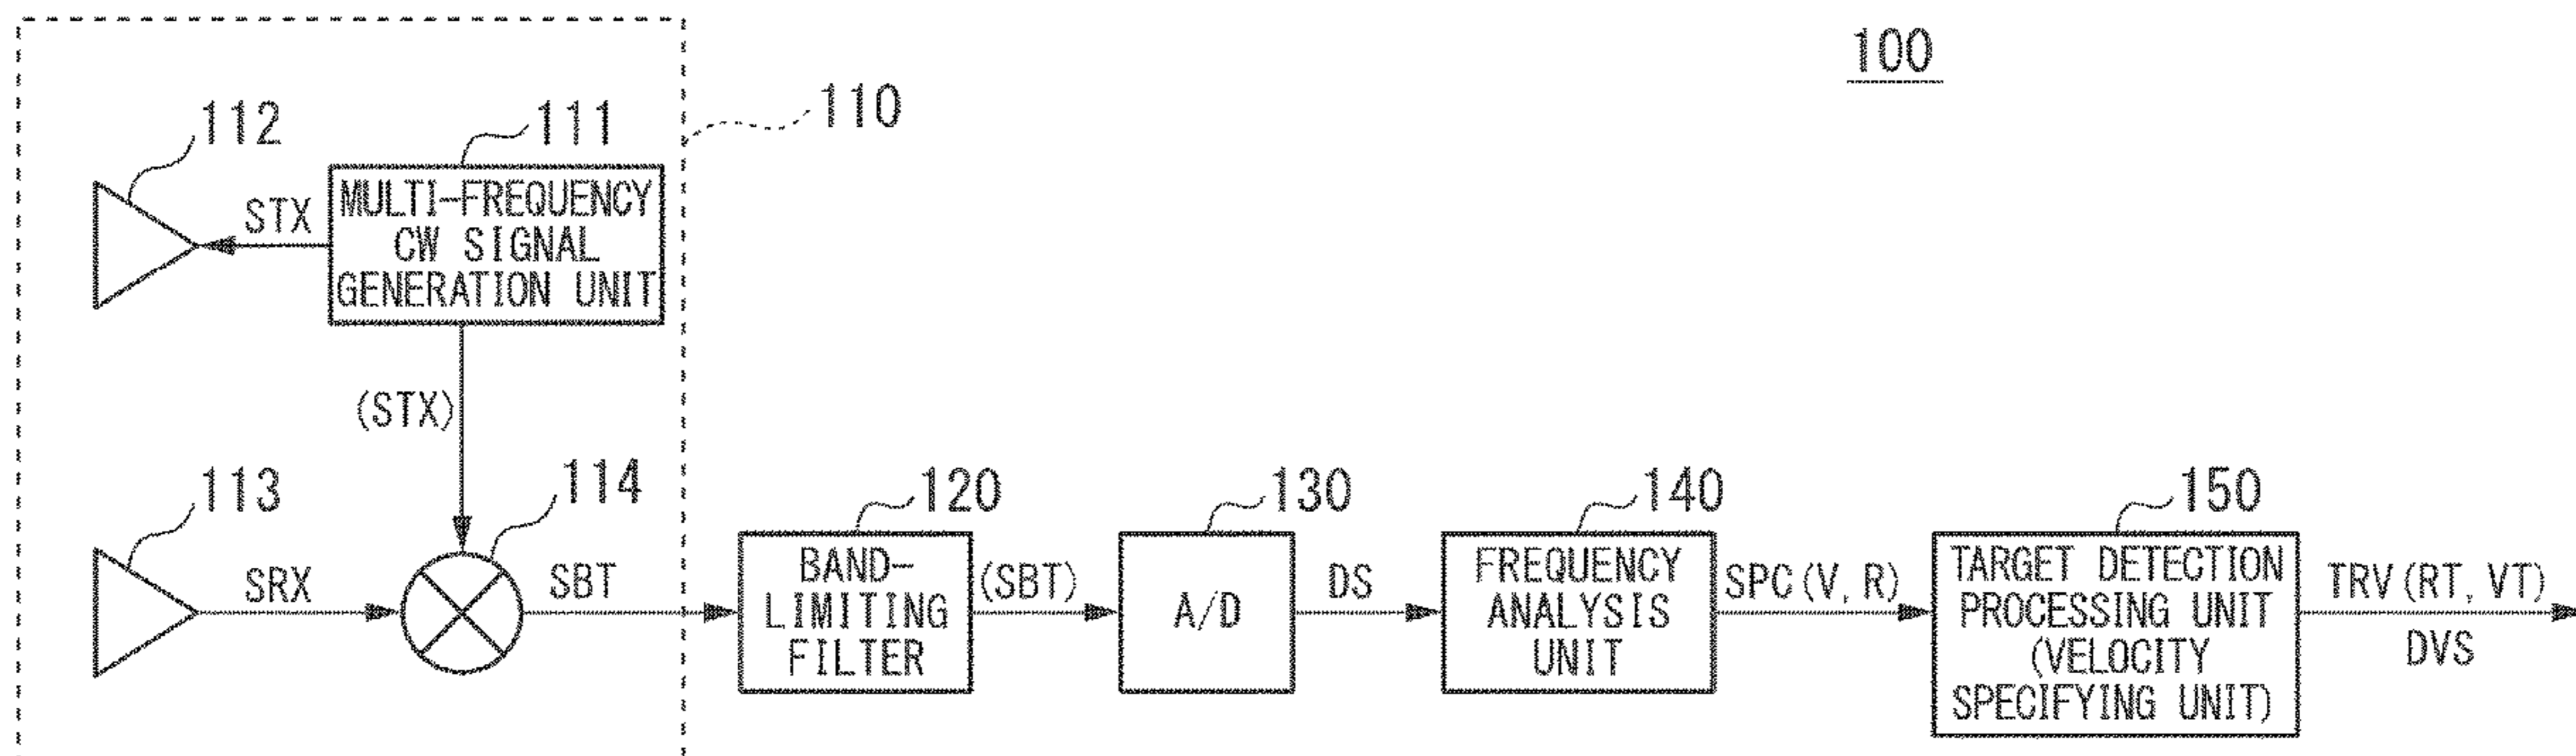 100
110
112
111
STX
MULTI-FREQUENCY
CW SIGNAL
GENERATION UNIT
(STX)
113
114
SRX
SBT
120
BAND-
LIMITING
FILTER
(SBT)
130
A/D
DS
140
FREQUENCY
ANALYSIS
UNIT
SPC(V, R)
150
TARGET DETECTION
PROCESSING UNIT
(VELOCITY
SPECIFYING UNIT)
TRV(RT, VT)
DVS